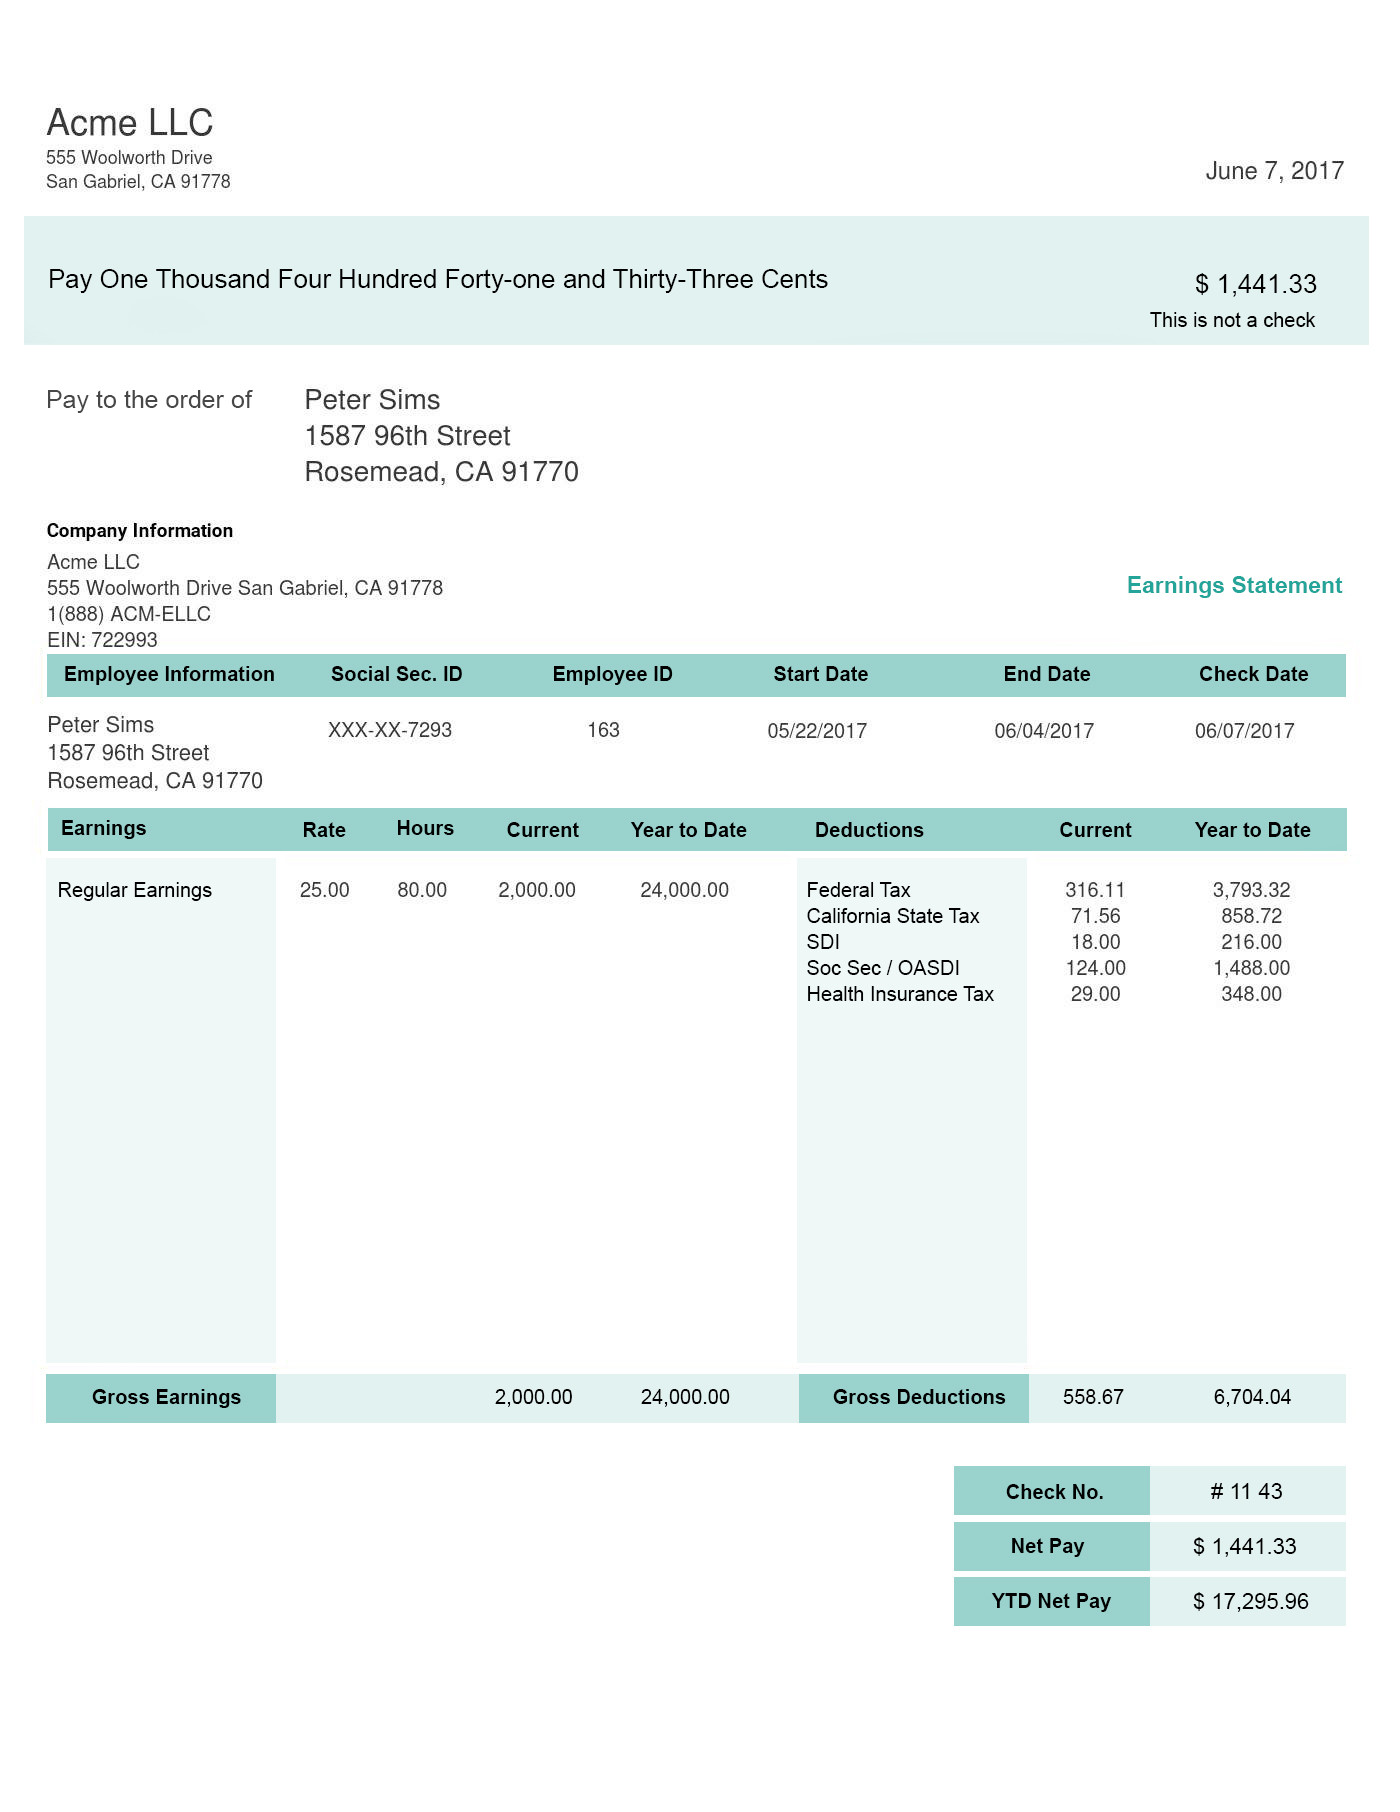 Acme LLC
555 Woolworth Drive
San Gabriel, CA 91778
June 7, 2017
Pay One Thousand Four Hundred Forty-one and Thirty-Three Cents
$ 1,441.33
This is not a check
Pay to the order of
Peter Sims
1587 96th Street
Rosemead, CA 91770
Company Information
Acme LLC
555 Woolworth Drive San Gabriel, CA 91778
1(888) ACM-ELLC
EIN: 722993
Earnings Statement
Employee Information Social Sec. ID Employee ID Start Date End Date Check Date
Peter Sims XXX-XX-7293 163 05/22/2017 06/04/2017 06/07/2017
1587 96th Street
Rosemead, CA 91770
Earnings Rate Hours Current Year to Date Deductions Current Year to Date
Regular Earnings 25.00 80.00 2,000.00 24,000.00 Federal Tax 316.11 3,793.32
California State Tax 71.56 858.72
SDI 18.00 216.00
Soc Sec / OASDI 124.00 1,488.00
Health Insurance Tax 29.00 348.00
Gross Earnings 2,000.00 24,000.00 Gross Deductions 558.67 6,704.04
Check No. # 11 43
Net Pay $ 1,441.33
YTD Net Pay $ 17,295.96